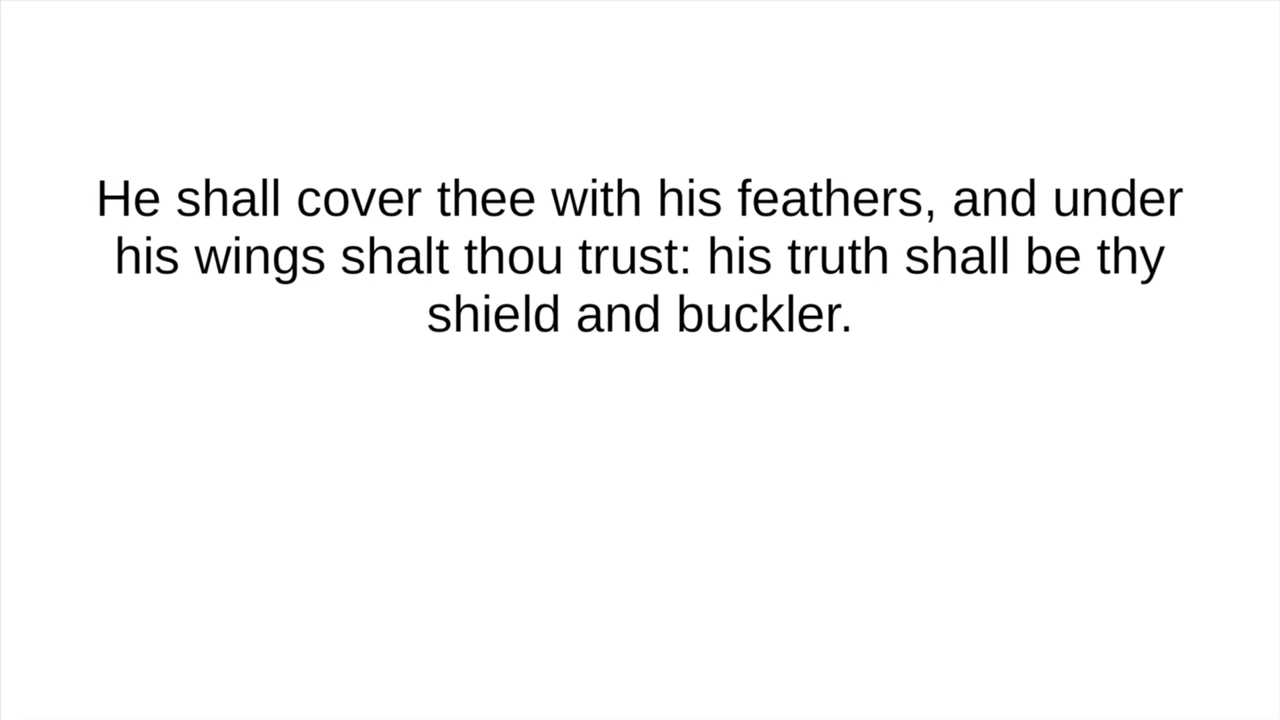 He shall cover thee with his feathers, and under
his wings shalt thou trust: his truth shall be thy
shield and buckler.